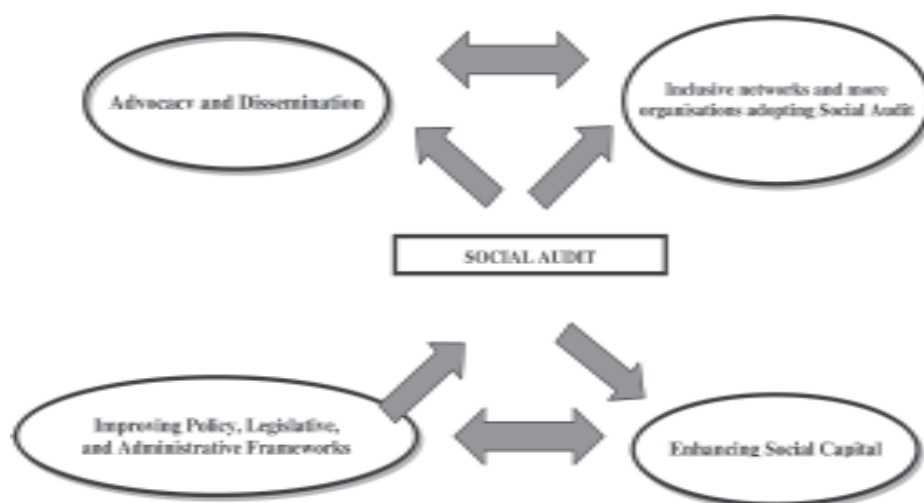 Advocacy and Dissemination
Inclusive networks and more
organisations adopting Social Audit
SOCIAL AUDIT
Improving Policy, Legislative,
and Administrative Frameworks
Enhancing Social Capital